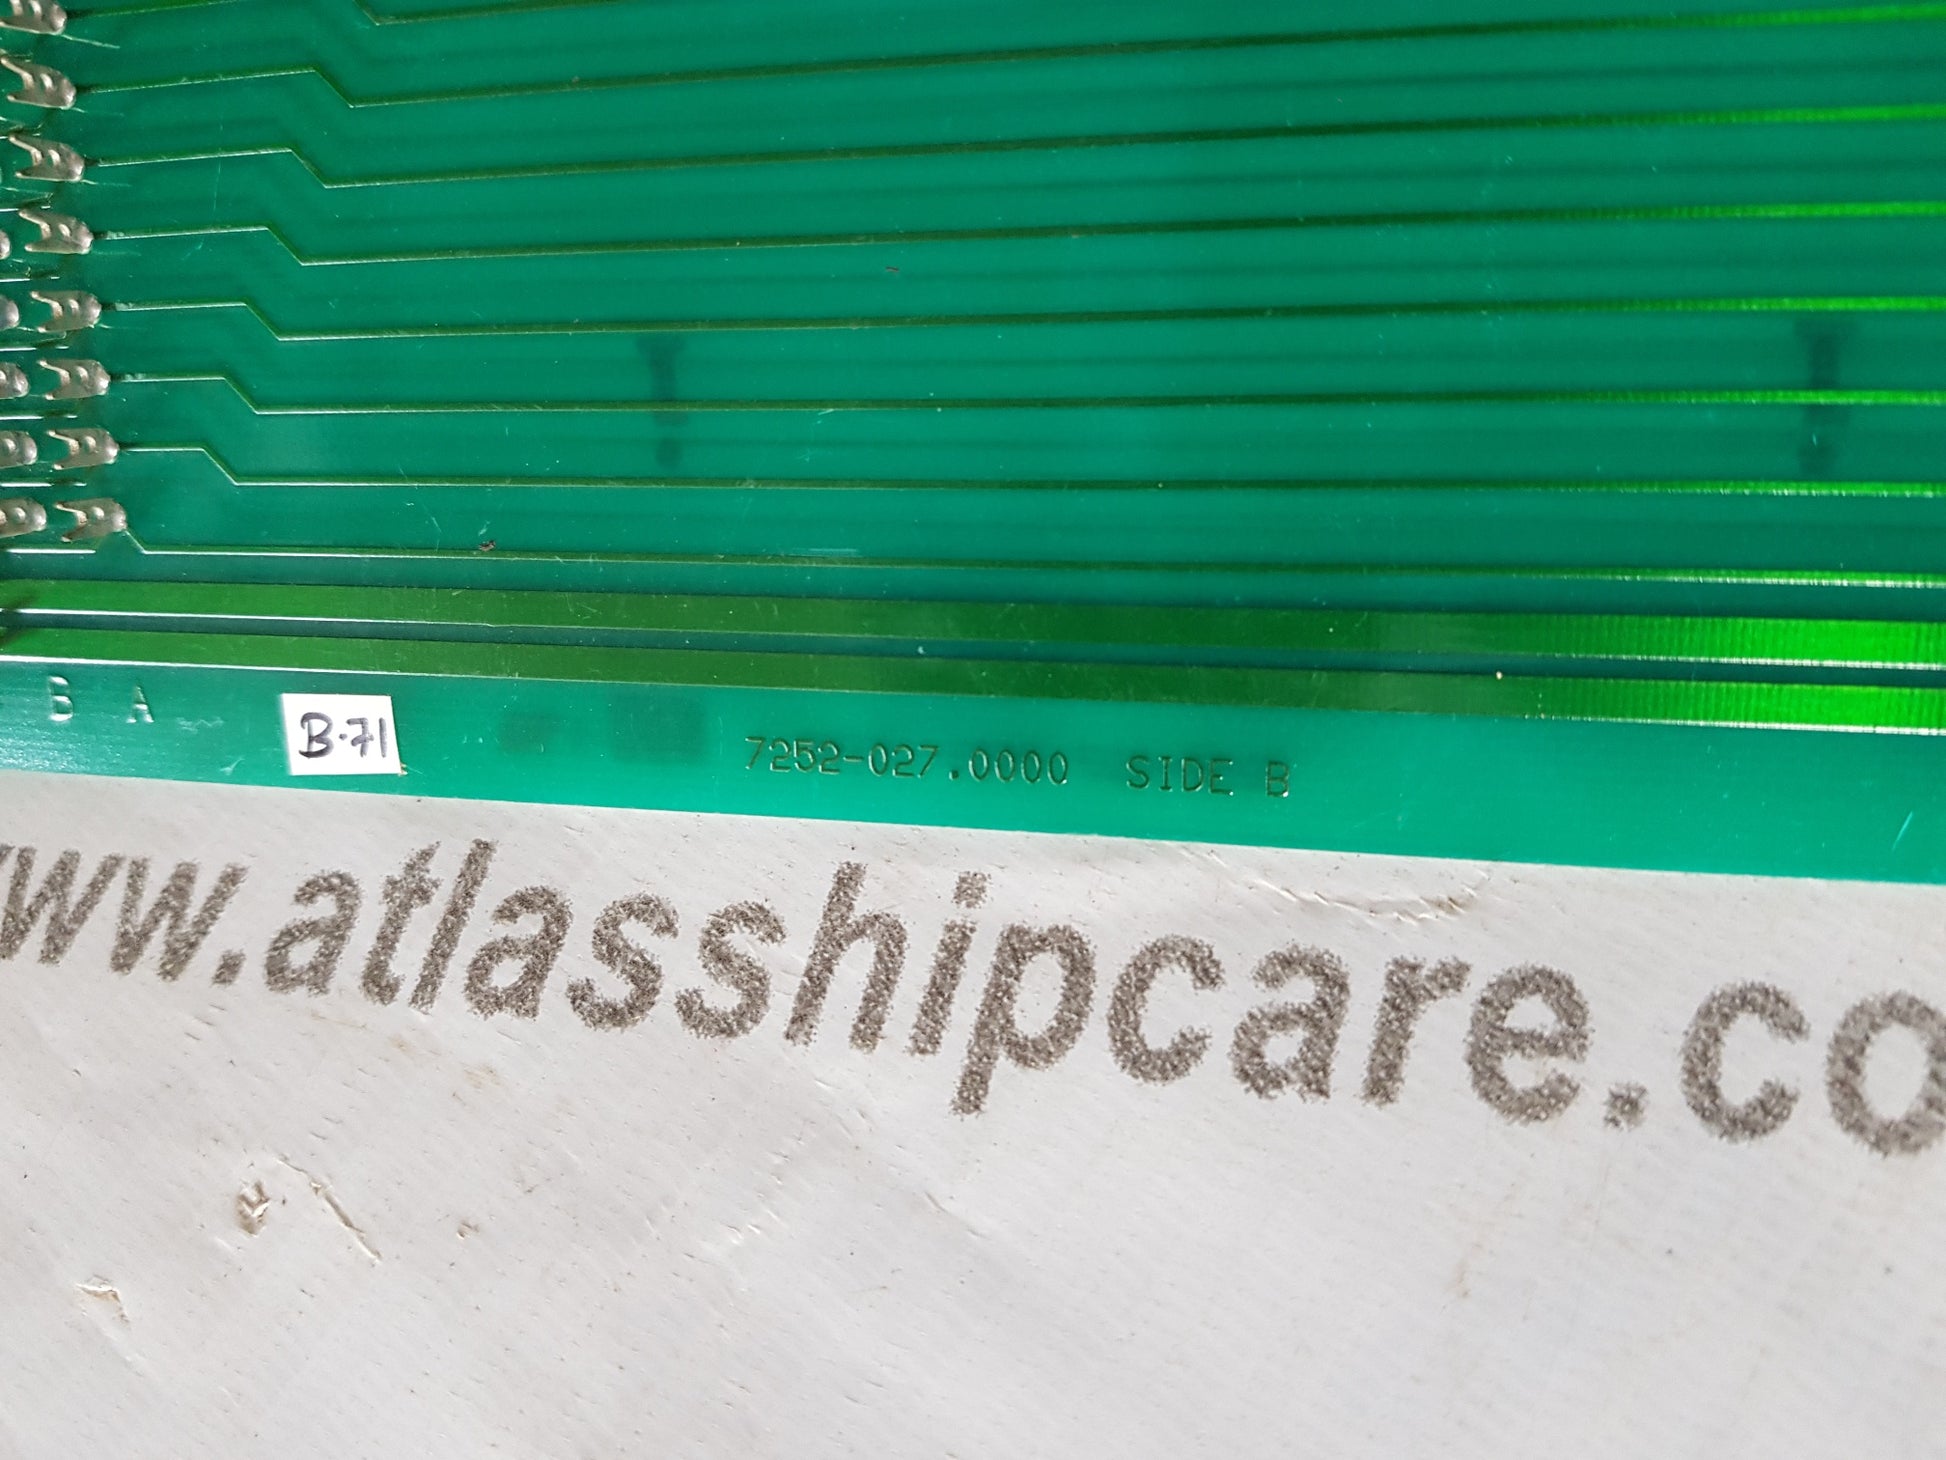 B A
B.71
7252-027.0000 SIDE B
www.atlasshipcare.co